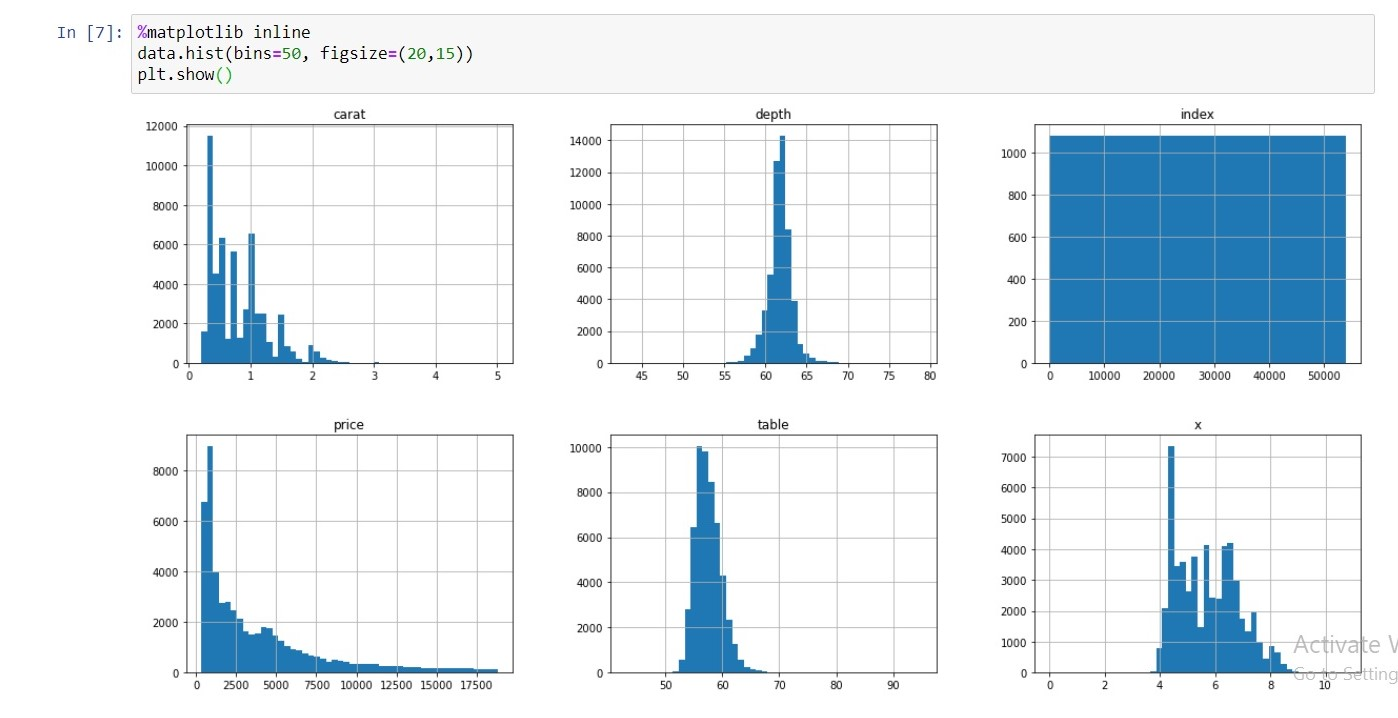 In [7]: %matplotlib inline
data.hist(bins=50, figsize=(20,15))
plt.show()
carat
12000
10000
8000
6000
4000
2000
0
0 1 2 3 4 5
depth
14000
12000
10000
8000
6000
4000
2000
0
45 50 55 60 65 70 75 80
index
1000
800
600
400
200
0
0 10000 20000 30000 40000 50000
price
8000
6000
4000
2000
0
0 2500 5000 7500 10000 12500 15000 17500
table
10000
8000
6000
4000
2000
0
50 60 70 80 90
x
7000
6000
5000
4000
3000
2000
1000
0
0 2 4 6 8 10
Activate W
Go to Setting